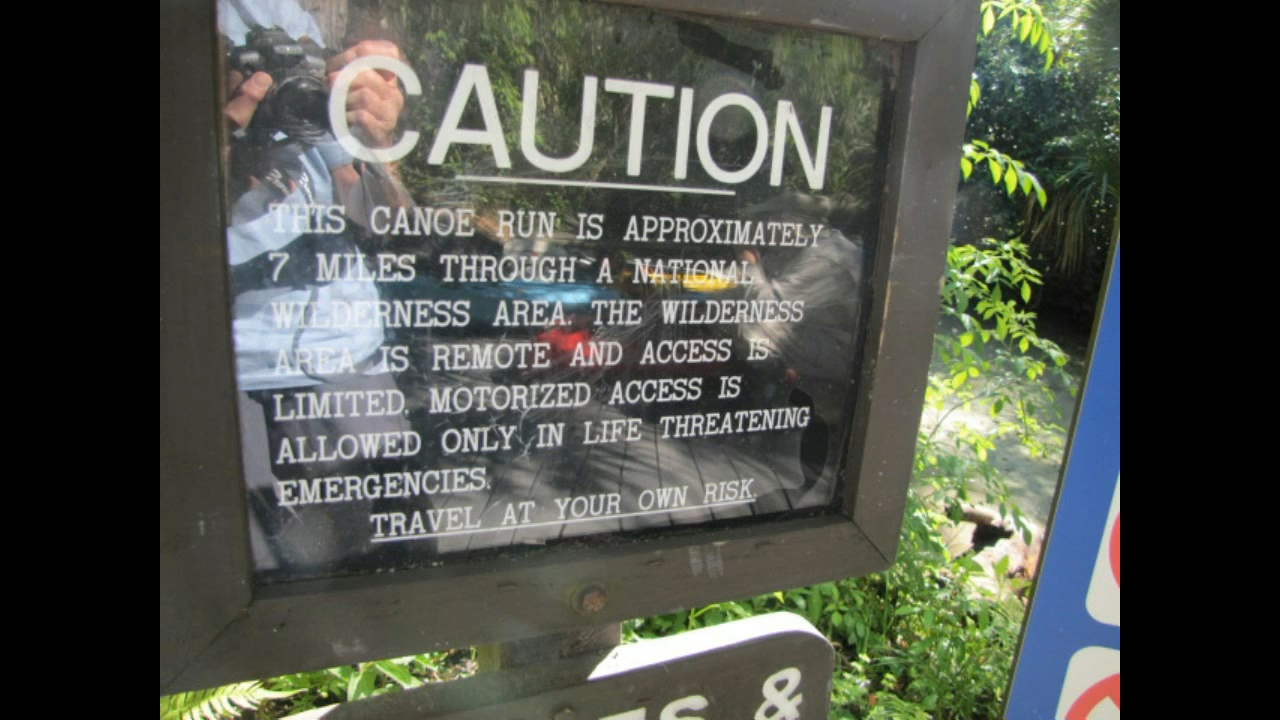 CAUTION
THIS CANOE RUN IS APPROXIMATELY
7 MILES THROUGH A NATIONAL
WILDERNESS AREA. THE WILDERNESS
AREA IS REMOTE AND ACCESS IS
LIMITED. MOTORIZED ACCESS IS
ALLOWED ONLY IN LIFE THREATENING
EMERGENCIES.
TRAVEL AT YOUR OWN RISK.
&